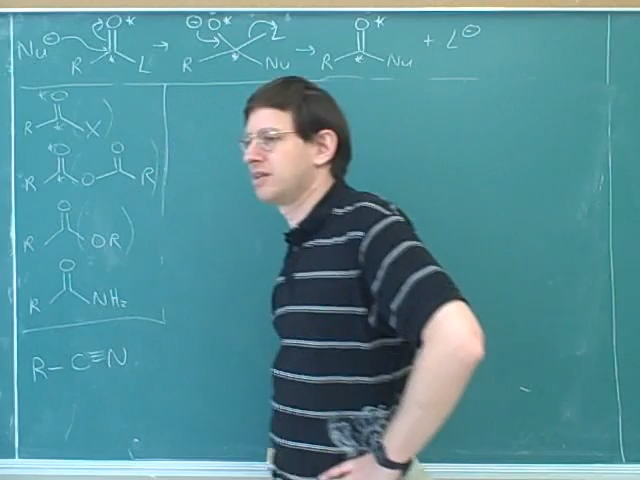 Nu⊖ R O* L → ⊖ O* R L Nu → O* R Nu + L⊖
O R X
O O R O R
O R OR
O R NH₂
R–C≡N